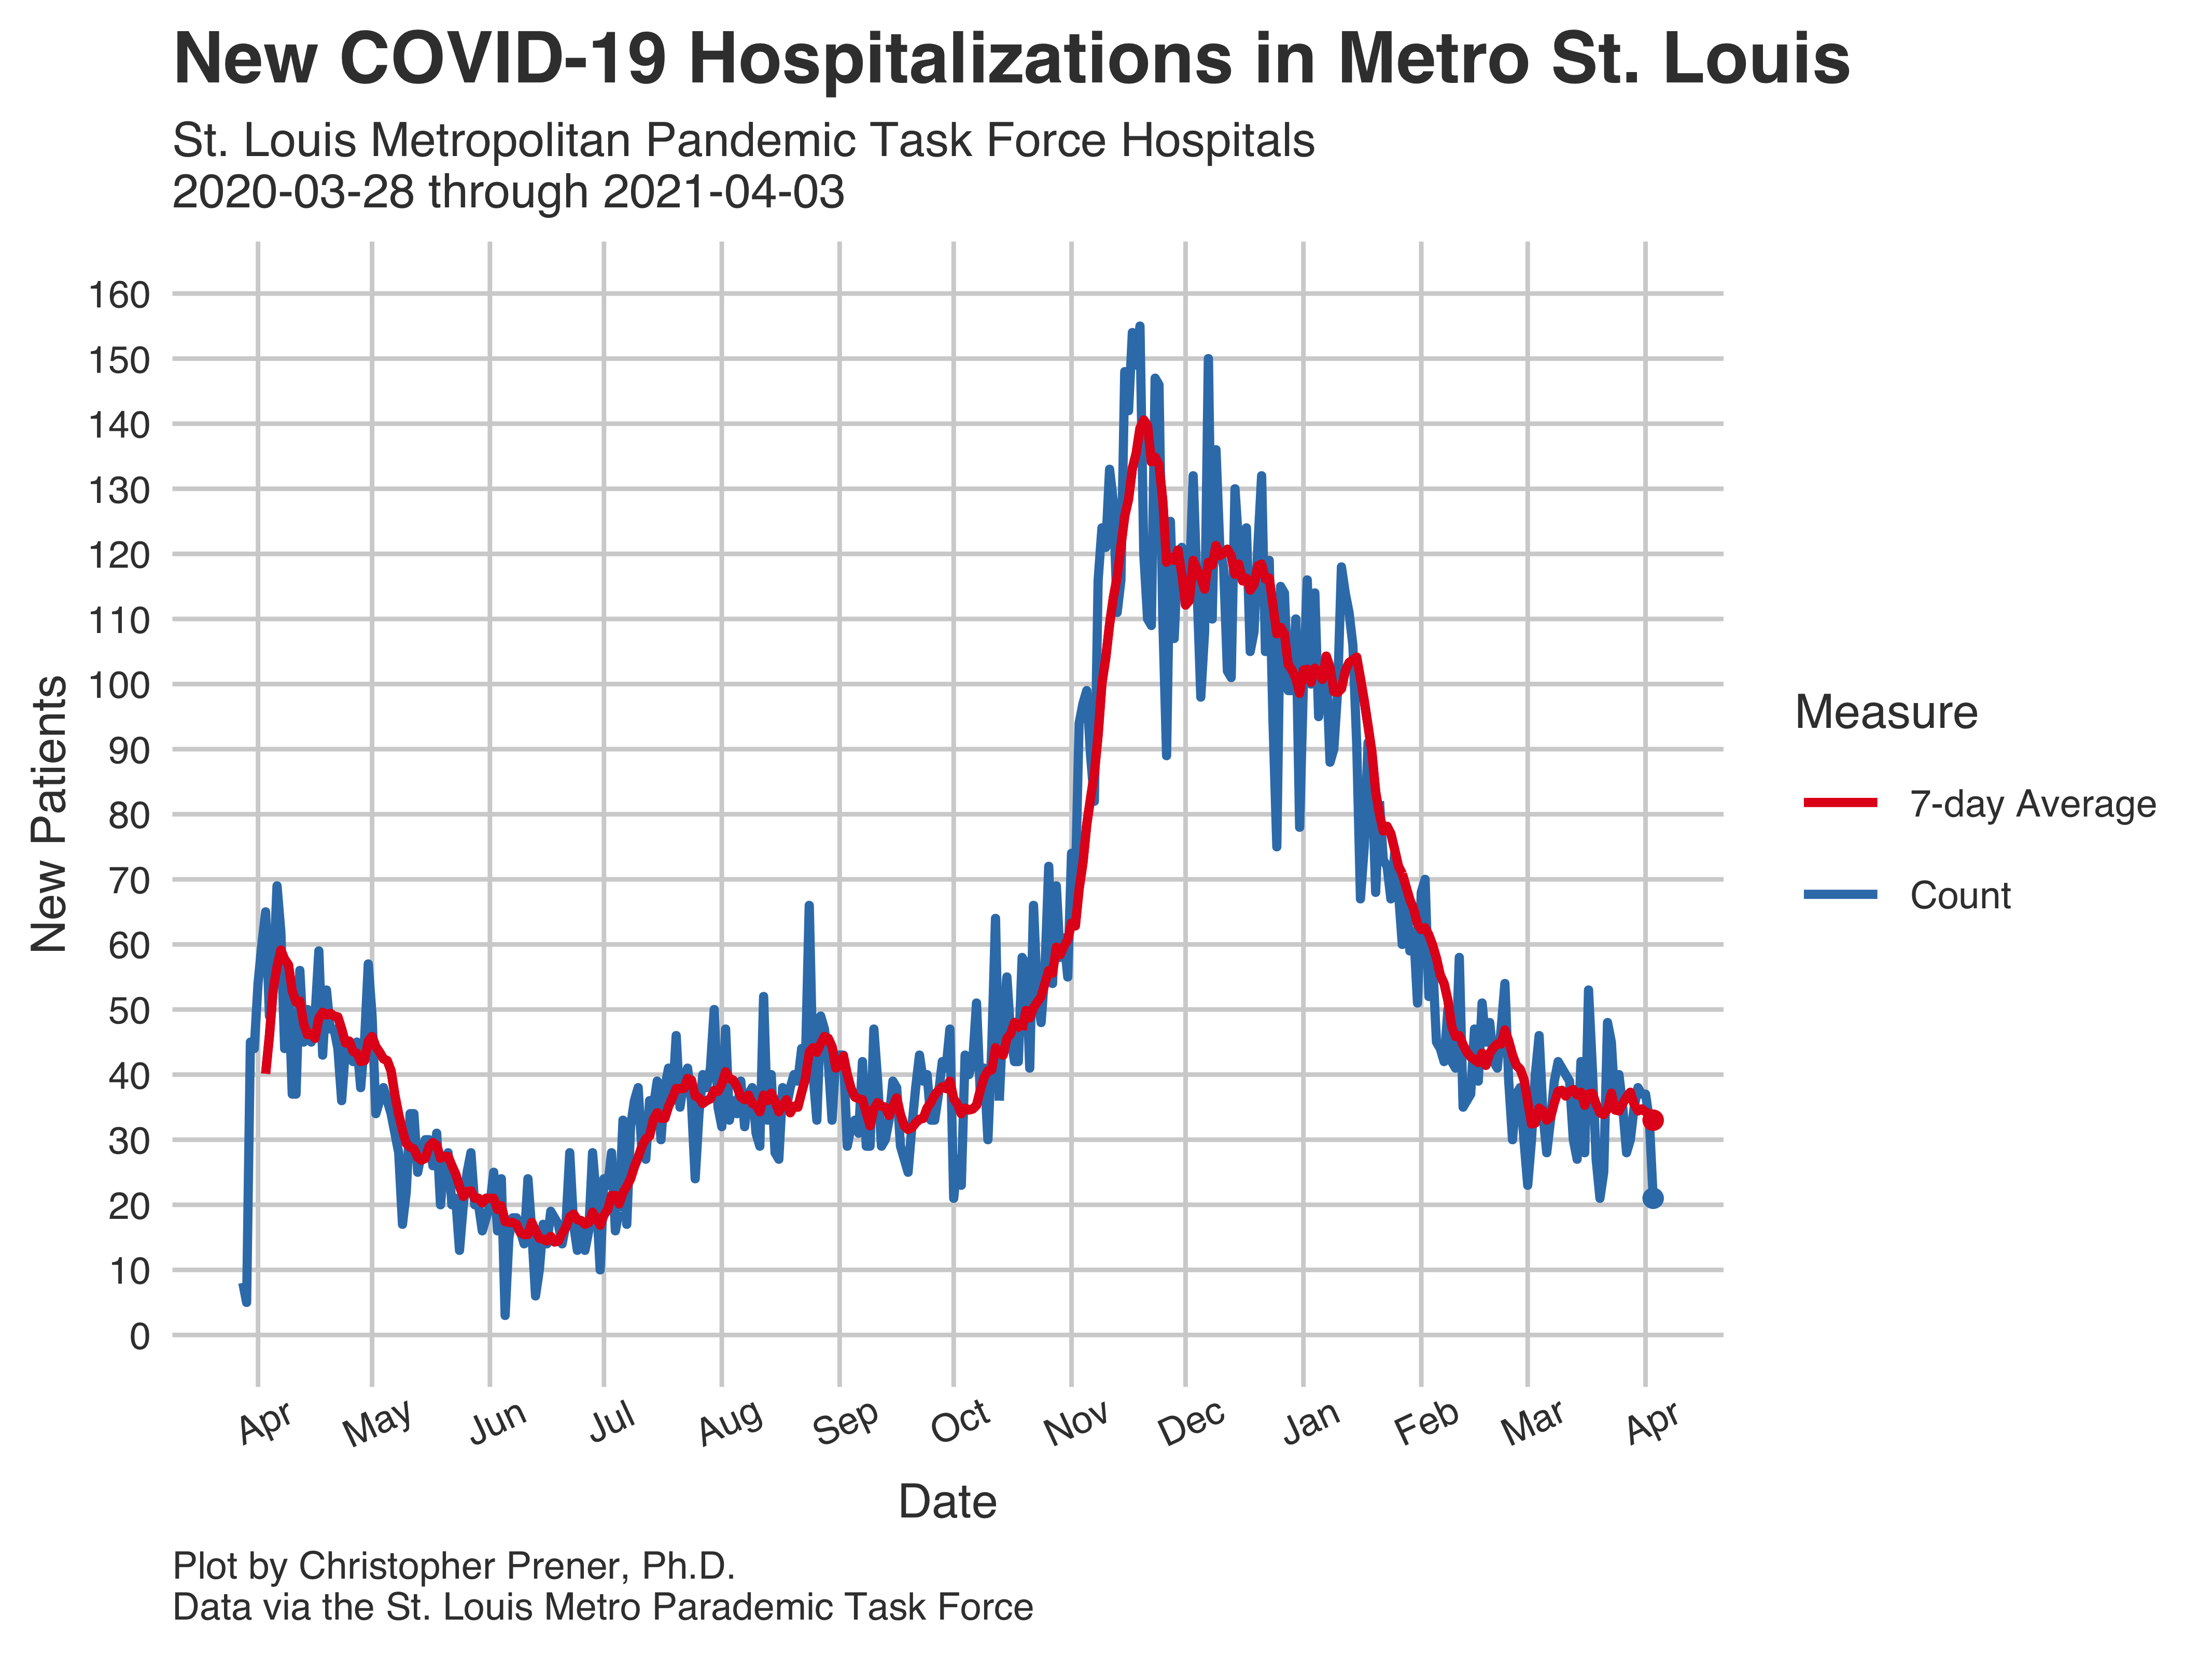 New COVID-19 Hospitalizations in Metro St. Louis
St. Louis Metropolitan Pandemic Task Force Hospitals
2020-03-28 through 2021-04-03
160
150
140
130
120
110
100
90
80
70
60
50
40
30
20
10
0
New Patients
Measure
7-day Average
Count
Apr May Jun Jul Aug Sep Oct Nov Dec Jan Feb Mar Apr
Date
Plot by Christopher Prener, Ph.D.
Data via the St. Louis Metro Parademic Task Force